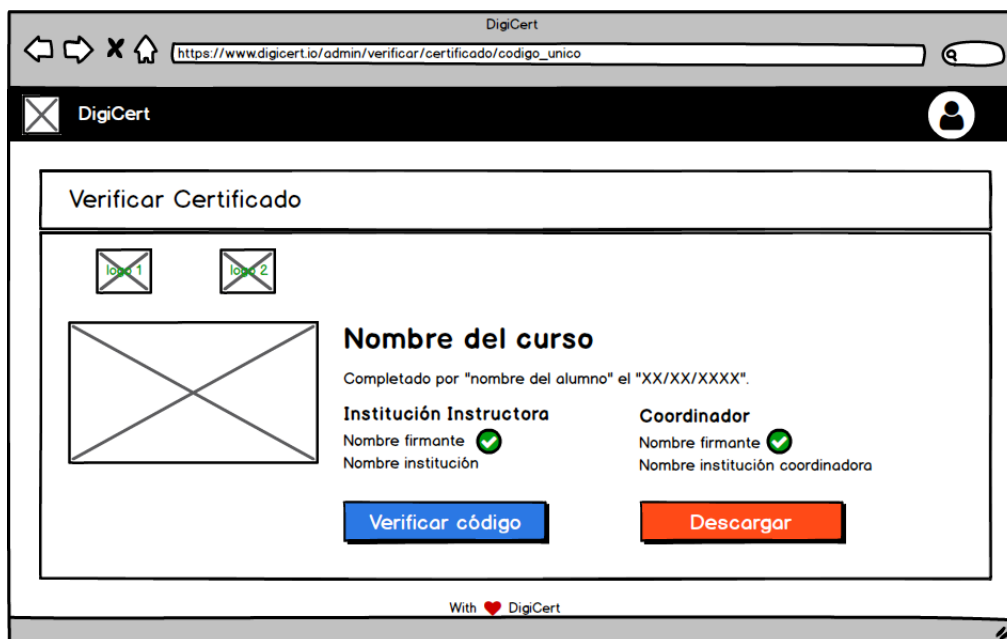 DigiCert
https://www.digicert.io/admin/verificar/certificado/codigo_unico
DigiCert
Verificar Certificado
logo 1
logo 2
Nombre del curso
Completado por "nombre del alumno" el "XX/XX/XXXX".
Institución Instructora
Nombre firmante
Nombre institución
Coordinador
Nombre firmante
Nombre institución coordinadora
Verificar código
Descargar
With ❤ DigiCert